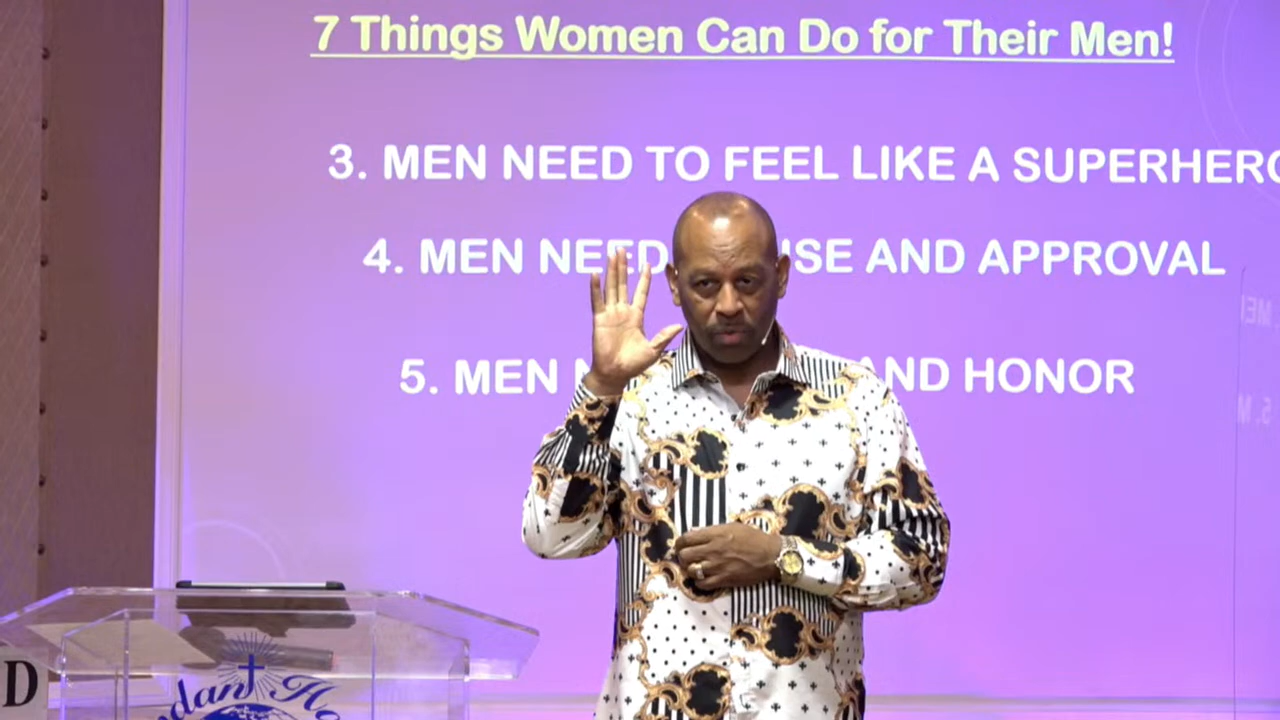 7 Things Women Can Do for Their Men!
3. MEN NEED TO FEEL LIKE A SUPERHERO
4. MEN NEED AND APPROVAL
5. MEN AND HONOR
D